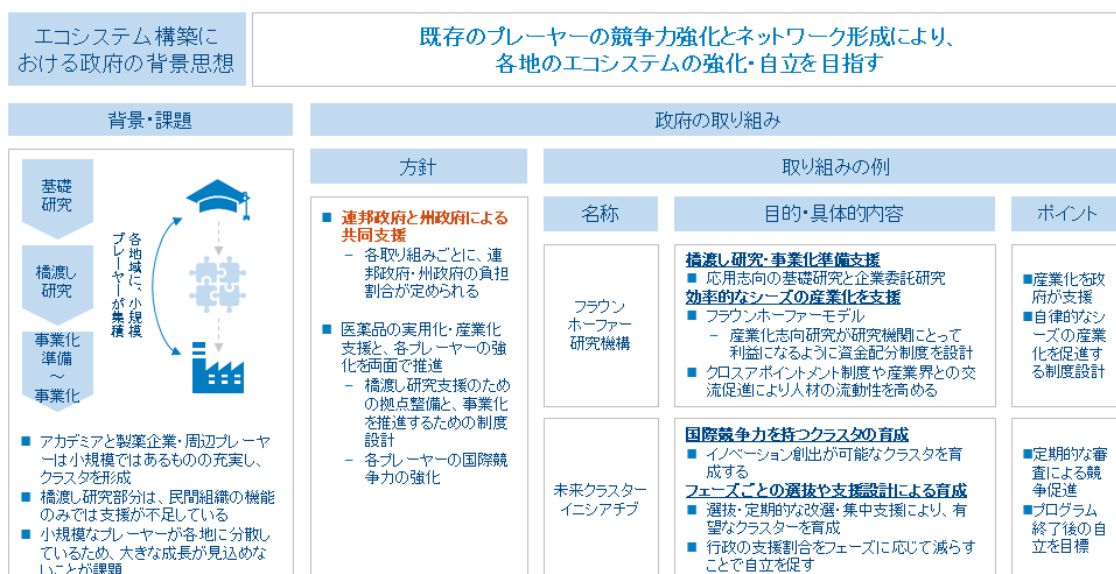 エコシステム構築に
おける政府の背景思想
既存のプレーヤーの競争力強化とネットワーク形成により、
各地のエコシステムの強化・自立を目指す
背景・課題
政府の取り組み
基礎
研究
橋渡し
研究
事業化
準備
～
事業化
各地域に、小規模
プレーヤーが集積
■ アカデミアと製薬企業・周辺プレーヤ
ーは小規模ではあるものの充実し、
クラスタを形成
■ 橋渡し研究部分は、民間組織の機能
のみでは支援が不足している
■ 小規模なプレーヤーが各地に分散し
ているため、大きな成長が見込めな
いことが課題
方針
■ 連邦政府と州政府による
共同支援
– 各取り組みごとに、連
邦政府・州政府の負担
割合が定められる
■ 医薬品の実用化・産業化
支援と、各プレーヤーの強
化を両面で推進
– 橋渡し研究支援のため
の拠点整備と、事業化
を推進するための制度
設計
– 各プレーヤーの国際競
争力の強化
取り組みの例
名称
目的・具体的内容
ポイント
フラウン
ホーファー
研究機構
橋渡し研究・事業化準備支援
■ 応用志向の基礎研究と企業委託研究
効率的なシーズの産業化を支援
■ フラウンホーファーモデル
– 産業化志向研究が研究機関にとって
利益になるように資金配分制度を設計
■ クロスアポイントメント制度や産業界との交
流促進により人材の流動性を高める
■産業化を政
府が支援
■自律的なシ
ーズの産業
化を促進す
る制度設計
未来クラスター
イニシアチブ
国際競争力を持つクラスタの育成
■ イノベーション創出が可能なクラスタを育
成する
フェーズごとの選抜や支援設計による育成
■ 選抜・定期的な改選・集中支援により、有
望なクラスターを育成
■ 行政の支援割合をフェーズに応じて減らす
ことで自立を促す
■定期的な審
査による競
争促進
■プログラム
終了後の自
立を目標